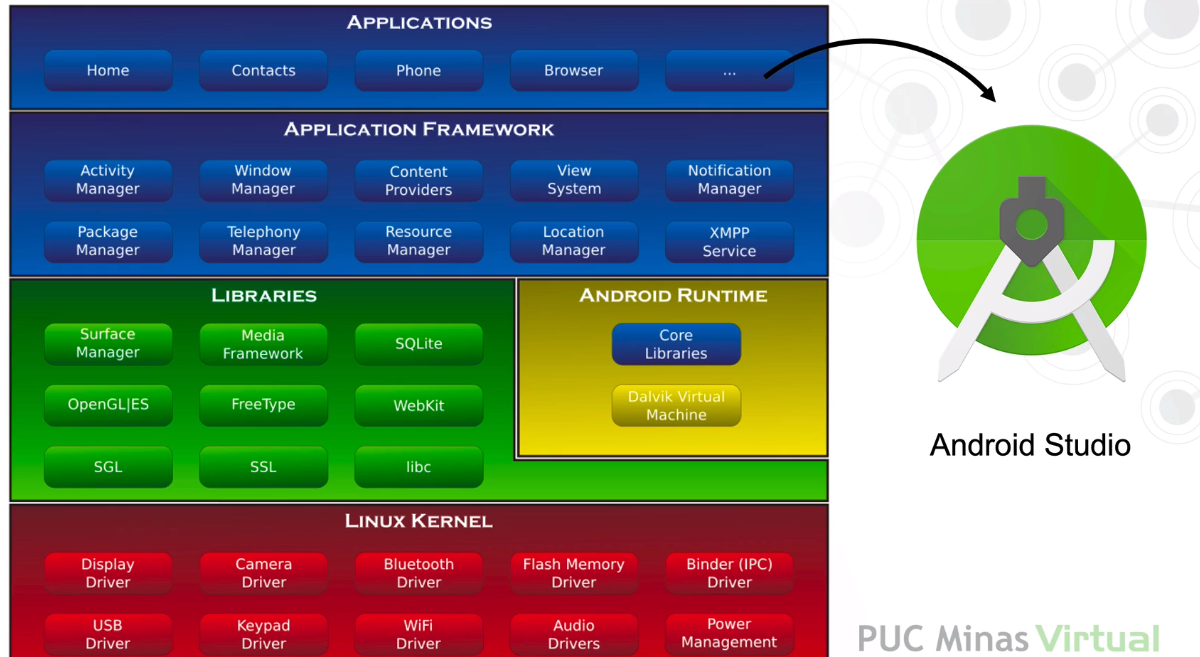 APPLICATIONS
Home
Contacts
Phone
Browser
...
APPLICATION FRAMEWORK
Activity
Manager
Window
Manager
Content
Providers
View
System
Notification
Manager
Package
Manager
Telephony
Manager
Resource
Manager
Location
Manager
XMPP
Service
LIBRARIES
Surface
Manager
Media
Framework
SQLite
OpenGL|ES
FreeType
WebKit
SGL
SSL
libc
ANDROID RUNTIME
Core
Libraries
Dalvik Virtual
Machine
LINUX KERNEL
Display
Driver
Camera
Driver
Bluetooth
Driver
Flash Memory
Driver
Binder (IPC)
Driver
USB
Driver
Keypad
Driver
WiFi
Driver
Audio
Drivers
Power
Management
Android Studio
PUC Minas Virtual